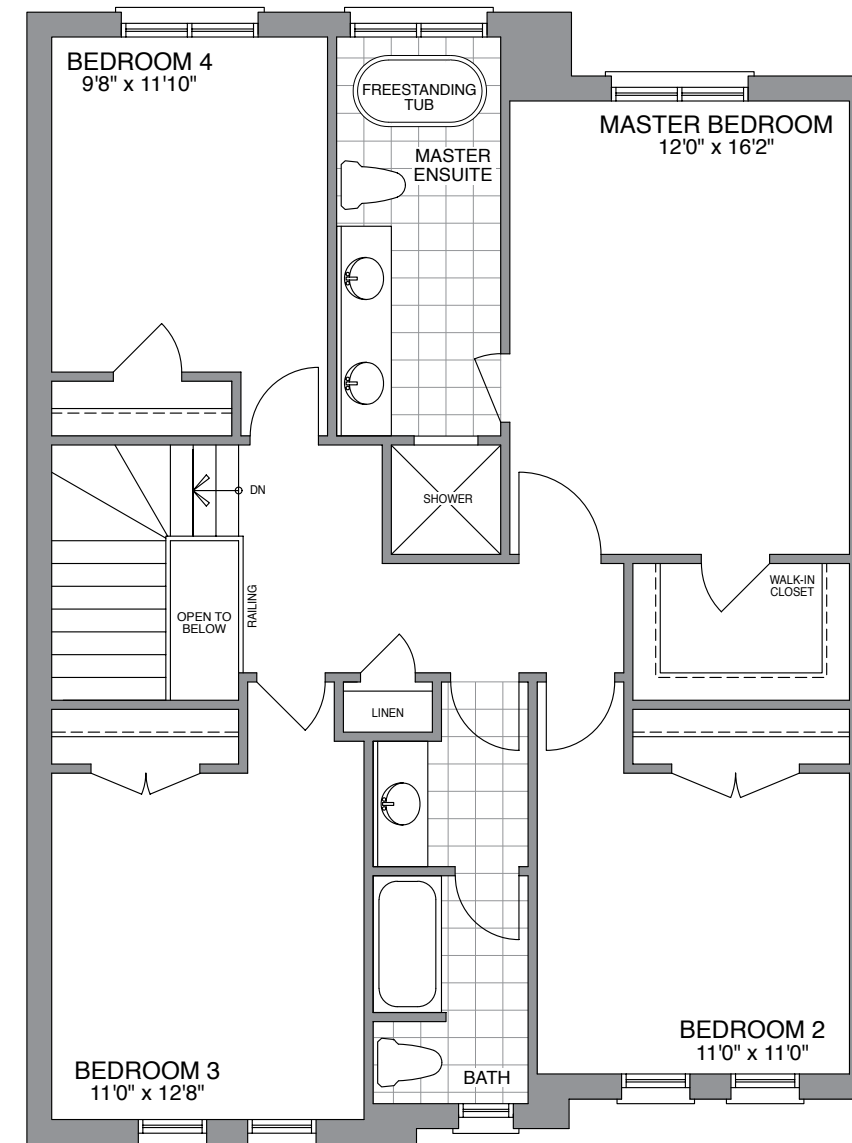 BEDROOM 4
9'8" x 11'10"
FREESTANDING
TUB
MASTER
ENSUITE
MASTER BEDROOM
12'0" x 16'2"
DN
SHOWER
OPEN TO
BELOW
RAILING
WALK-IN
CLOSET
LINEN
BEDROOM 3
11'0" x 12'8"
BATH
BEDROOM 2
11'0" x 11'0"